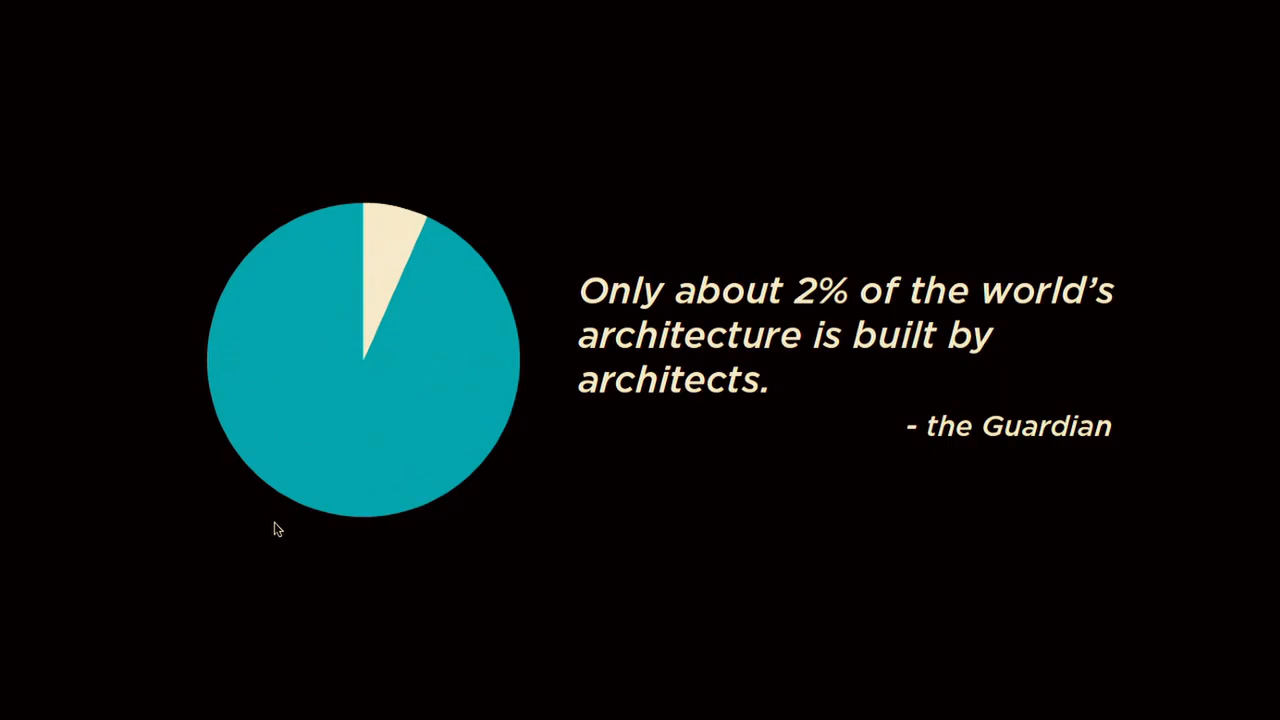 Only about 2% of the world’s
architecture is built by
architects.
- the Guardian